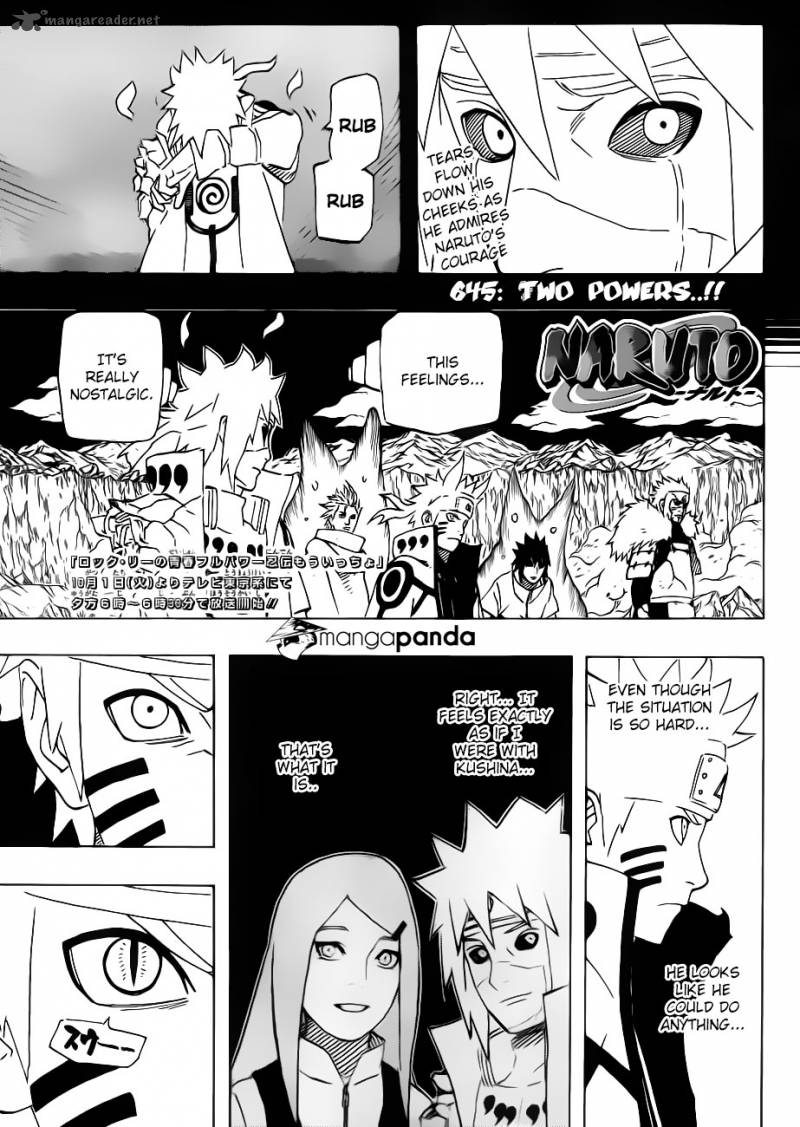 mangareader.net
TEARS
FLOW
DOWN HIS
CHEEKS AS
HE ADMIRES
NARUTO'S
COURAGE
RUB
RUB
645: TWO POWERS..!!
NARUTO
ーナルトー
THIS
FEELINGS...
IT'S
REALLY
NOSTALGIC.
「ロック・リーの青春フルパワー忍伝もういっちょ」
10月1日(火)よりテレビ東京系にて
夕方6時～6時30分で放送開始!!
mangapanda
EVEN THOUGH
THE SITUATION
IS SO HARD...
HE LOOKS
LIKE HE
COULD DO
ANYTHING...
RIGHT... IT
FEELS EXACTLY
AS IF I
WERE WITH
KUSHINA...
THAT'S
WHAT IT
IS..
スゥーー